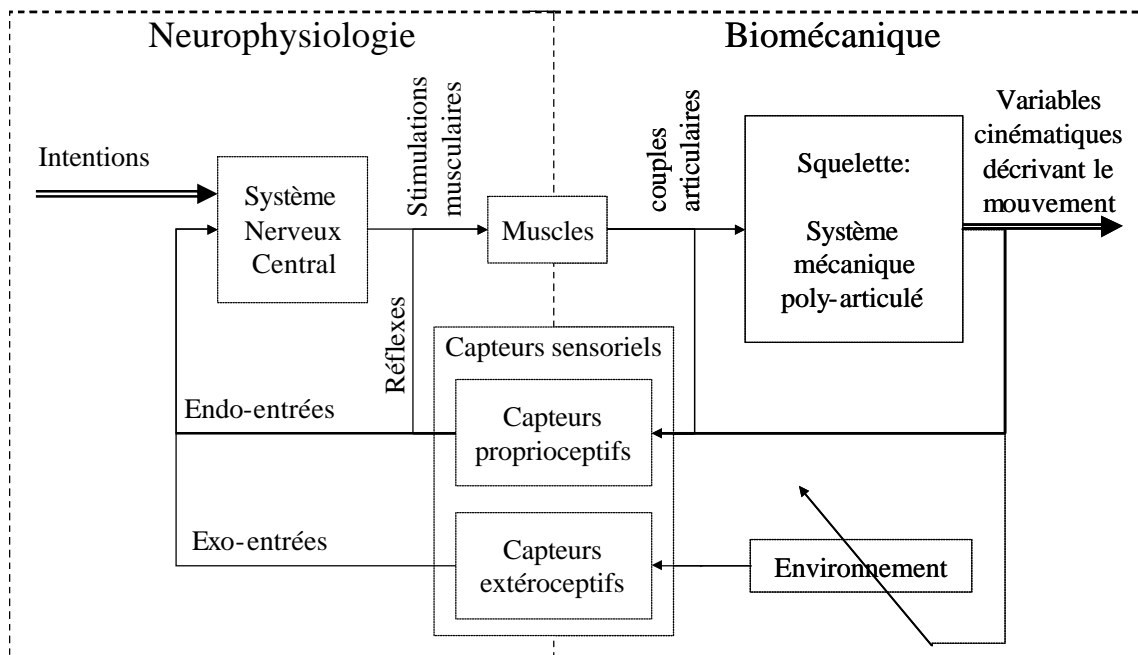 Neurophysiologie
Biomécanique
Intentions
Système
Nerveux
Central
Stimulations
musculaires
Réflexes
Muscles
couples
articulaires
Squelette:
Système
mécanique
poly-articulé
Variables
cinématiques
décrivant le
mouvement
Capteurs sensoriels
Endo-entrées
Capteurs
proprioceptifs
Exo-entrées
Capteurs
extéroceptifs
Environnement